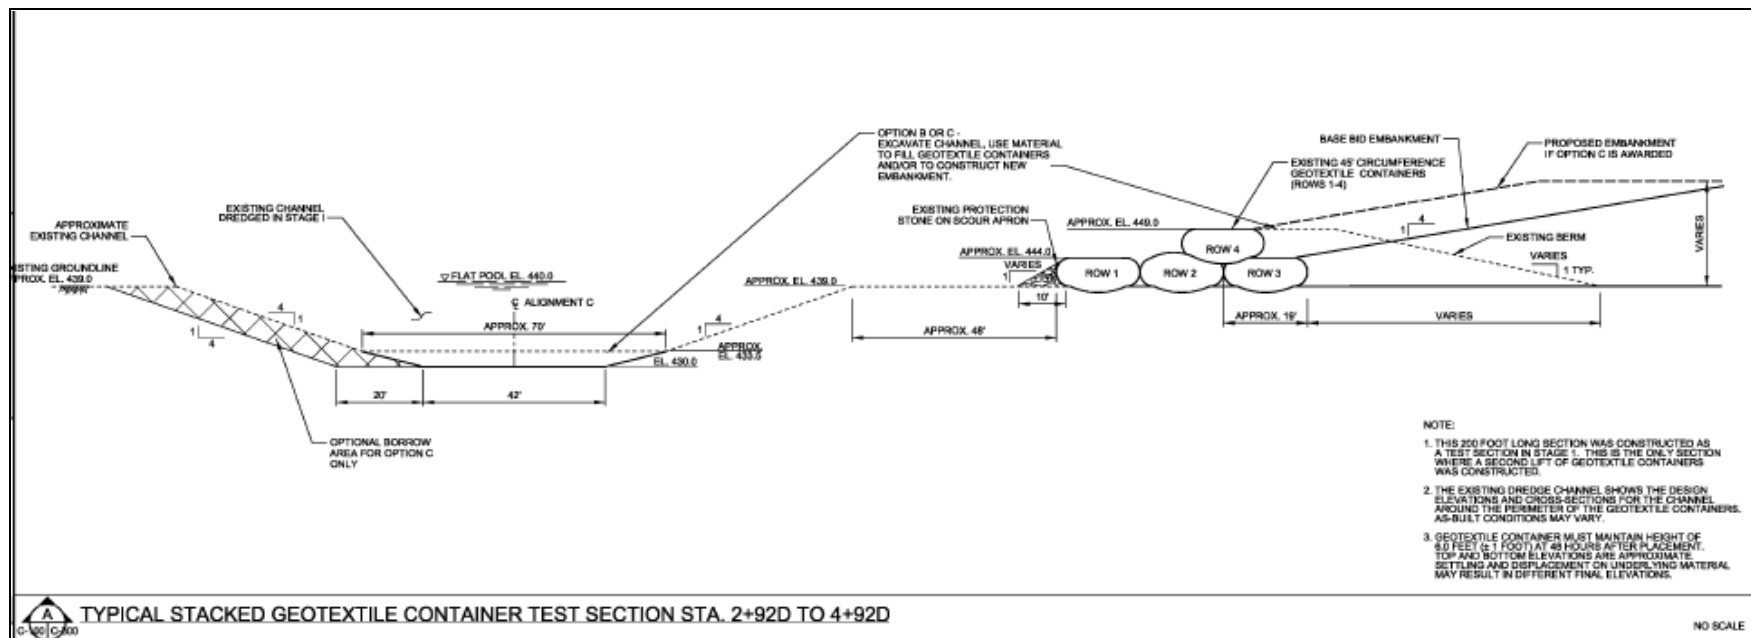 OPTION B OR C -
EXCAVATE CHANNEL, USE MATERIAL
TO FILL GEOTEXTILE CONTAINERS
AND/OR TO CONSTRUCT NEW
EMBANKMENT.
BASE BID EMBANKMENT
PROPOSED EMBANKMENT
IF OPTION C IS AWARDED
EXISTING 45' CIRCUMFERENCE
GEOTEXTILE CONTAINERS
(ROWS 1-4)
EXISTING CHANNEL
DREDGED IN STAGE I
EXISTING PROTECTION
STONE ON SCOUR APRON
APPROXIMATE
EXISTING CHANNEL
APPROX. EL. 449.0
4
1
VARIES
EXISTING BERM
ROW 4
APPROX. EL. 444.0
VARIES
1
ROW 1
ROW 2
ROW 3
VARIES
1 TYP.
ISTING GROUNDLINE
PROX. EL. 439.0
FLAT POOL EL. 440.0
APPROX. EL. 439.0
10'
℄ ALIGNMENT C
4
1
1
4
APPROX. 70'
4
1
APPROX. 48'
APPROX. 19'
VARIES
APPROX.
EL. 433.5
EL. 430.0
20'
42'
OPTIONAL BORROW
AREA FOR OPTION C
ONLY
NOTE:
1. THIS 200 FOOT LONG SECTION WAS CONSTRUCTED AS
A TEST SECTION IN STAGE 1. THIS IS THE ONLY SECTION
WHERE A SECOND LIFT OF GEOTEXTILE CONTAINERS
WAS CONSTRUCTED.
2. THE EXISTING DREDGE CHANNEL SHOWS THE DESIGN
ELEVATIONS AND CROSS-SECTIONS FOR THE CHANNEL
AROUND THE PERIMETER OF THE GEOTEXTILE CONTAINERS.
AS-BUILT CONDITIONS MAY VARY.
3. GEOTEXTILE CONTAINER MUST MAINTAIN HEIGHT OF
6.0 FEET (± 1 FOOT) AT 48 HOURS AFTER PLACEMENT.
TOP AND BOTTOM ELEVATIONS ARE APPROXIMATE.
SETTLING AND DISPLACEMENT ON UNDERLYING MATERIAL
MAY RESULT IN DIFFERENT FINAL ELEVATIONS.
A
TYPICAL STACKED GEOTEXTILE CONTAINER TEST SECTION STA. 2+92D TO 4+92D
NO SCALE